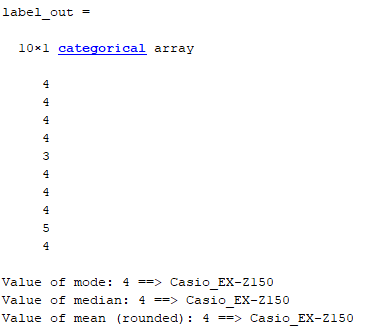 label_out =
10×1 categorical array
4
4
4
4
3
4
4
4
5
4
Value of mode: 4 ==> Casio_EX-Z150
Value of median: 4 ==> Casio_EX-Z150
Value of mean (rounded): 4 ==> Casio_EX-Z150